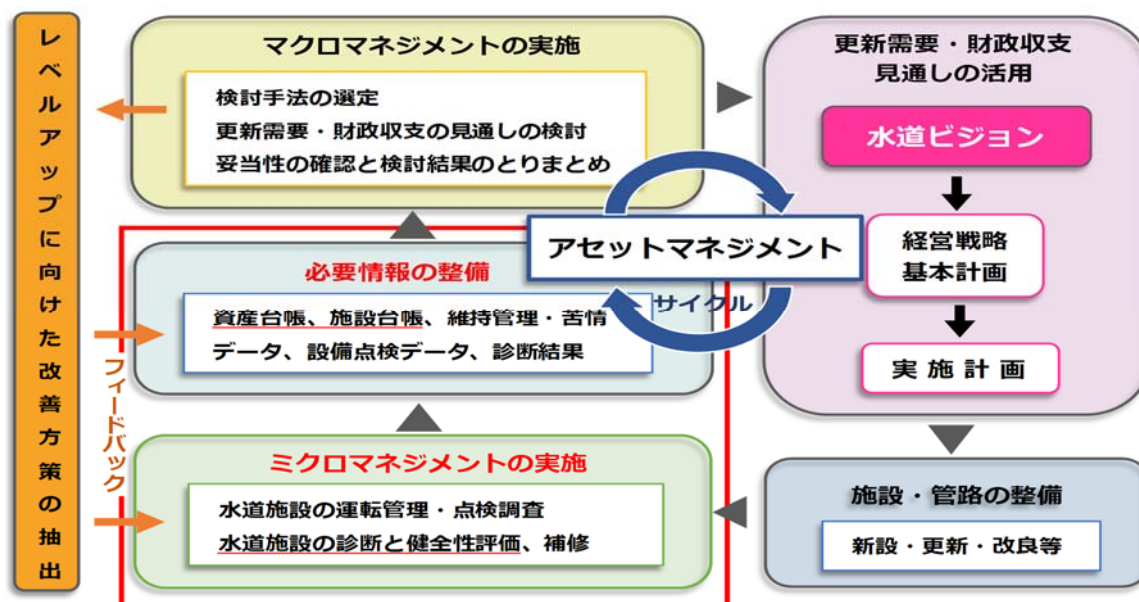 レベルアップに向けた改善方策の抽出
マクロマネジメントの実施
検討手法の選定
更新需要・財政収支の見通しの検討
妥当性の確認と検討結果のとりまとめ
更新需要・財政収支
見通しの活用
水道ビジョン
経営戦略
基本計画
実施計画
アセットマネジメント
サイクル
必要情報の整備
資産台帳、施設台帳、維持管理・苦情
データ、設備点検データ、診断結果
フィードバック
ミクロマネジメントの実施
水道施設の運転管理・点検調査
水道施設の診断と健全性評価、補修
施設・管路の整備
新設・更新・改良等